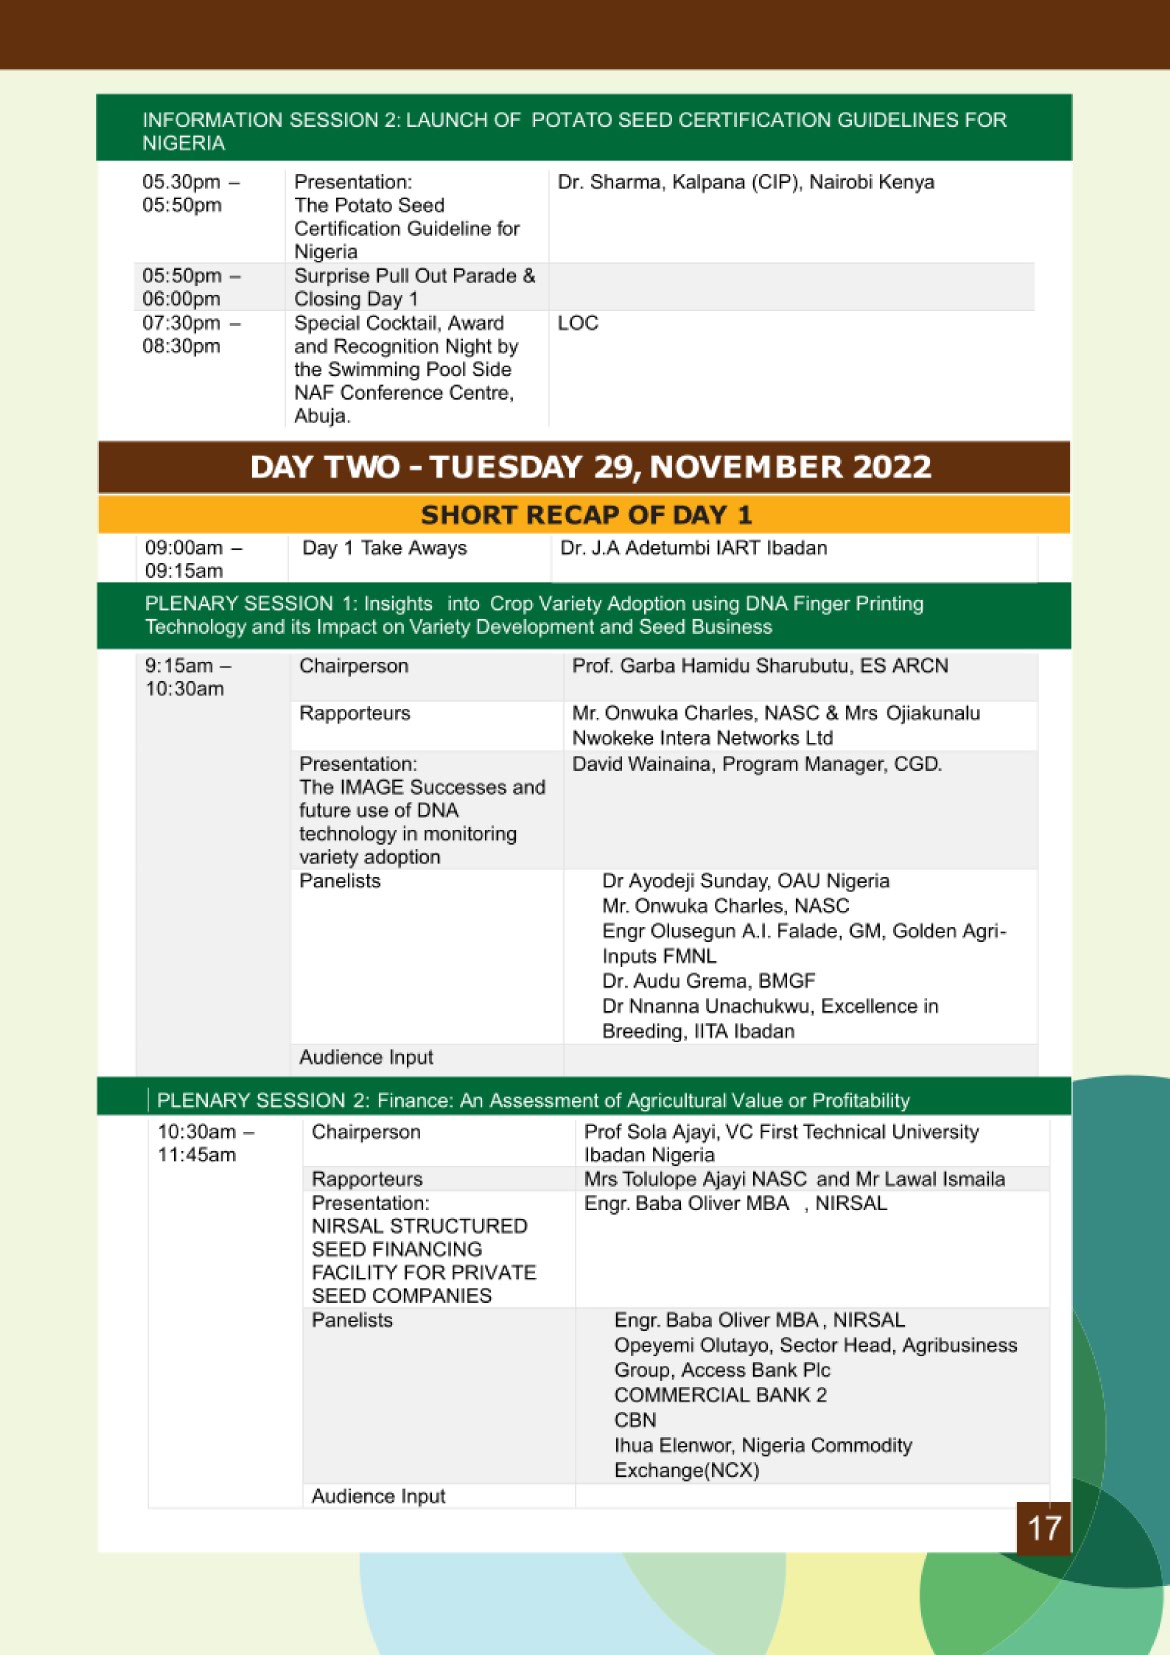 INFORMATION SESSION 2: LAUNCH OF POTATO SEED CERTIFICATION GUIDELINES FOR
NIGERIA
05.30pm –
05:50pm
Presentation:
The Potato Seed
Certification Guideline for
Nigeria
Dr. Sharma, Kalpana (CIP), Nairobi Kenya
05:50pm –
06:00pm
Surprise Pull Out Parade &
Closing Day 1
07:30pm –
08:30pm
Special Cocktail, Award
and Recognition Night by
the Swimming Pool Side
NAF Conference Centre,
Abuja.
LOC
DAY TWO - TUESDAY 29, NOVEMBER 2022
SHORT RECAP OF DAY 1
09:00am –
09:15am
Day 1 Take Aways
Dr. J.A Adetumbi IART Ibadan
PLENARY SESSION 1: Insights into Crop Variety Adoption using DNA Finger Printing
Technology and its Impact on Variety Development and Seed Business
9:15am –
10:30am
Chairperson
Prof. Garba Hamidu Sharubutu, ES ARCN
Rapporteurs
Mr. Onwuka Charles, NASC & Mrs Ojiakunalu
Nwokeke Intera Networks Ltd
Presentation:
The IMAGE Successes and
future use of DNA
technology in monitoring
variety adoption
David Wainaina, Program Manager, CGD.
Panelists
Dr Ayodeji Sunday, OAU Nigeria
Mr. Onwuka Charles, NASC
Engr Olusegun A.I. Falade, GM, Golden Agri-
Inputs FMNL
Dr. Audu Grema, BMGF
Dr Nnanna Unachukwu, Excellence in
Breeding, IITA Ibadan
Audience Input
PLENARY SESSION 2: Finance: An Assessment of Agricultural Value or Profitability
10:30am –
11:45am
Chairperson
Prof Sola Ajayi, VC First Technical University
Ibadan Nigeria
Rapporteurs
Mrs Tolulope Ajayi NASC and Mr Lawal Ismaila
Presentation:
NIRSAL STRUCTURED
SEED FINANCING
FACILITY FOR PRIVATE
SEED COMPANIES
Engr. Baba Oliver MBA , NIRSAL
Panelists
Engr. Baba Oliver MBA , NIRSAL
Opeyemi Olutayo, Sector Head, Agribusiness
Group, Access Bank Plc
COMMERCIAL BANK 2
CBN
Ihua Elenwor, Nigeria Commodity
Exchange(NCX)
Audience Input
17